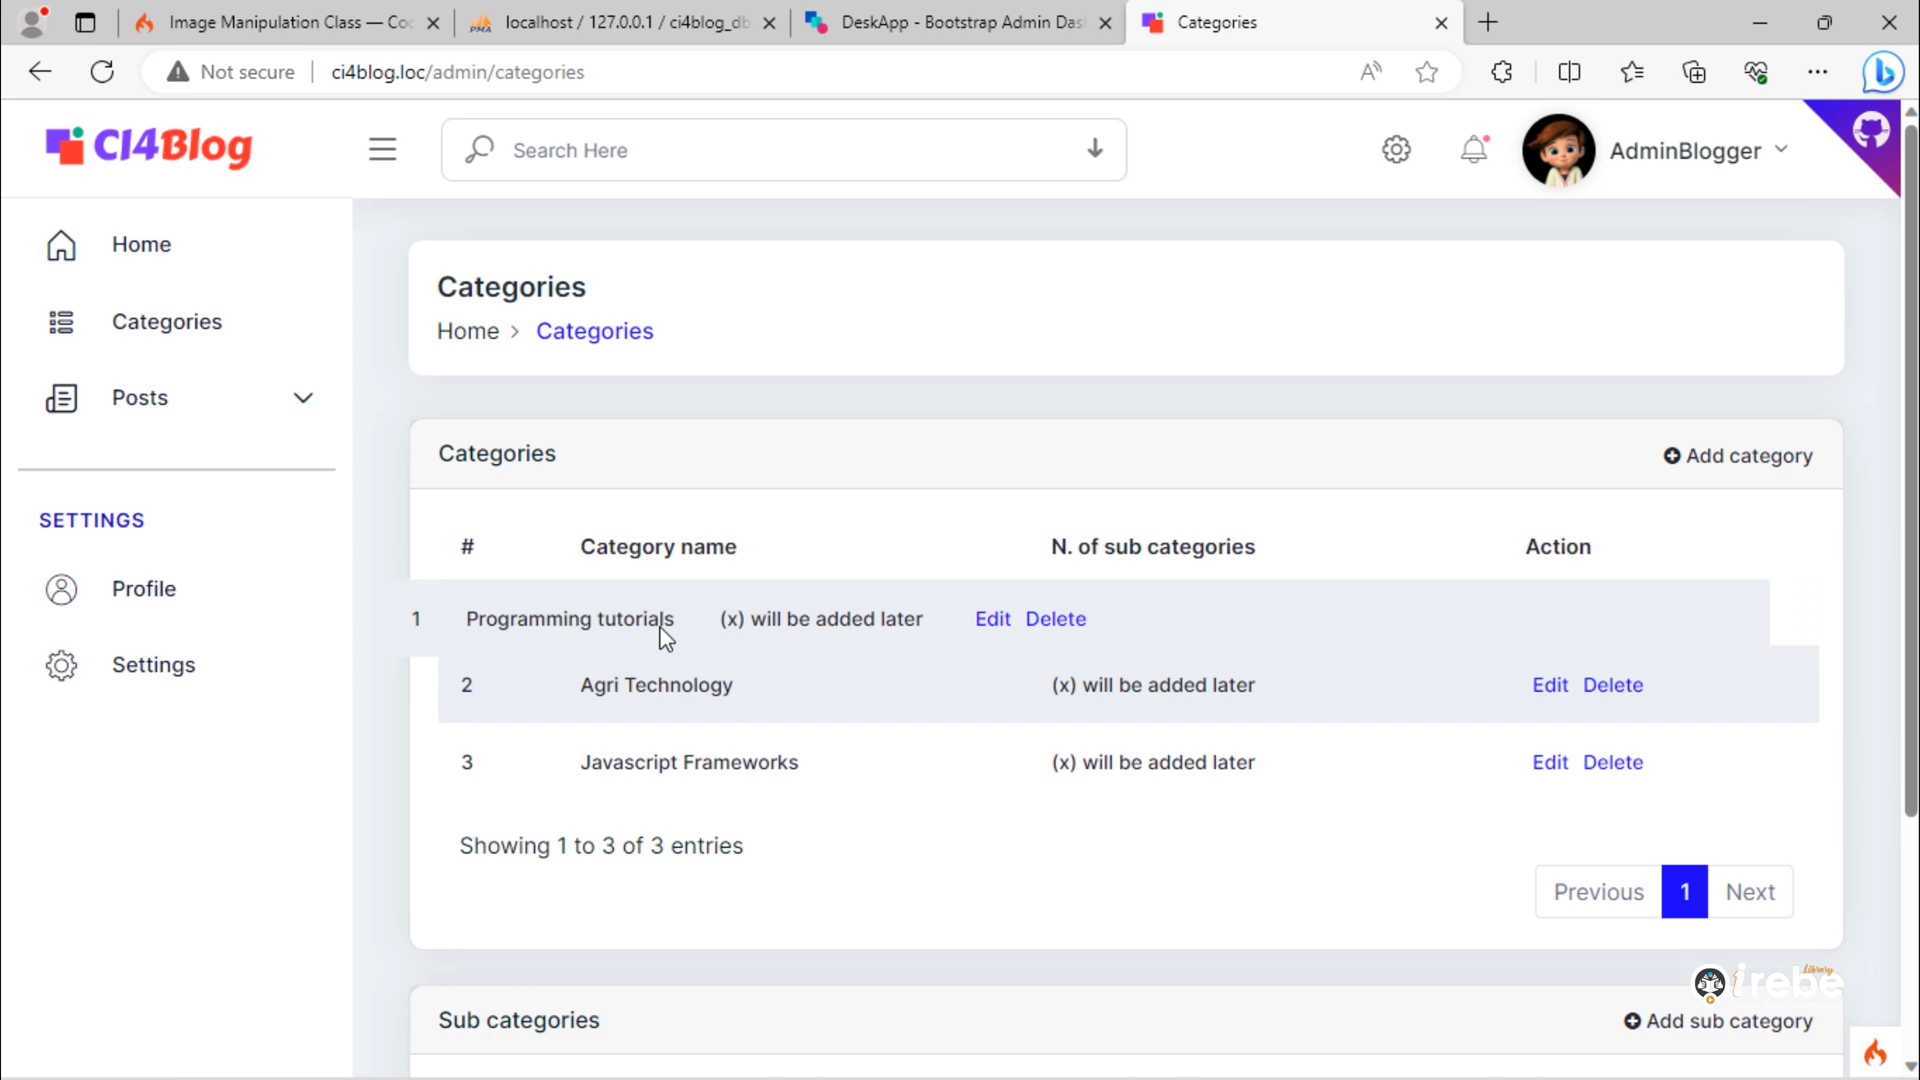 Image Manipulation Class — Coc
PMA localhost / 127.0.0.1 / ci4blog_db
DeskApp - Bootstrap Admin Das
Categories
Not secure
ci4blog.loc/admin/categories
CI4Blog
Search Here
AdminBlogger
Home
Categories
Posts
SETTINGS
Profile
Settings
Categories
Home > Categories
Categories
Add category
# Category name N. of sub categories Action
1 Programming tutorials (x) will be added later Edit Delete
2 Agri Technology (x) will be added later Edit Delete
3 Javascript Frameworks (x) will be added later Edit Delete
Showing 1 to 3 of 3 entries
Previous 1 Next
irebe Library
Sub categories
Add sub category